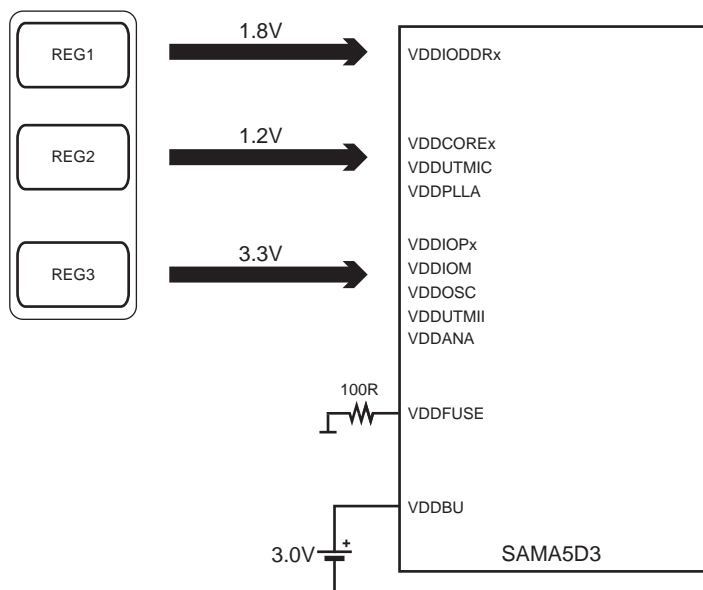 REG1
1.8V
VDDIODDRx
REG2
1.2V
VDDCOREx
VDDUTMIC
VDDPLLA
REG3
3.3V
VDDIOPx
VDDIOM
VDDOSC
VDDUTMII
VDDANA
100R
VDDFUSE
VDDBU
3.0V
+
SAMA5D3